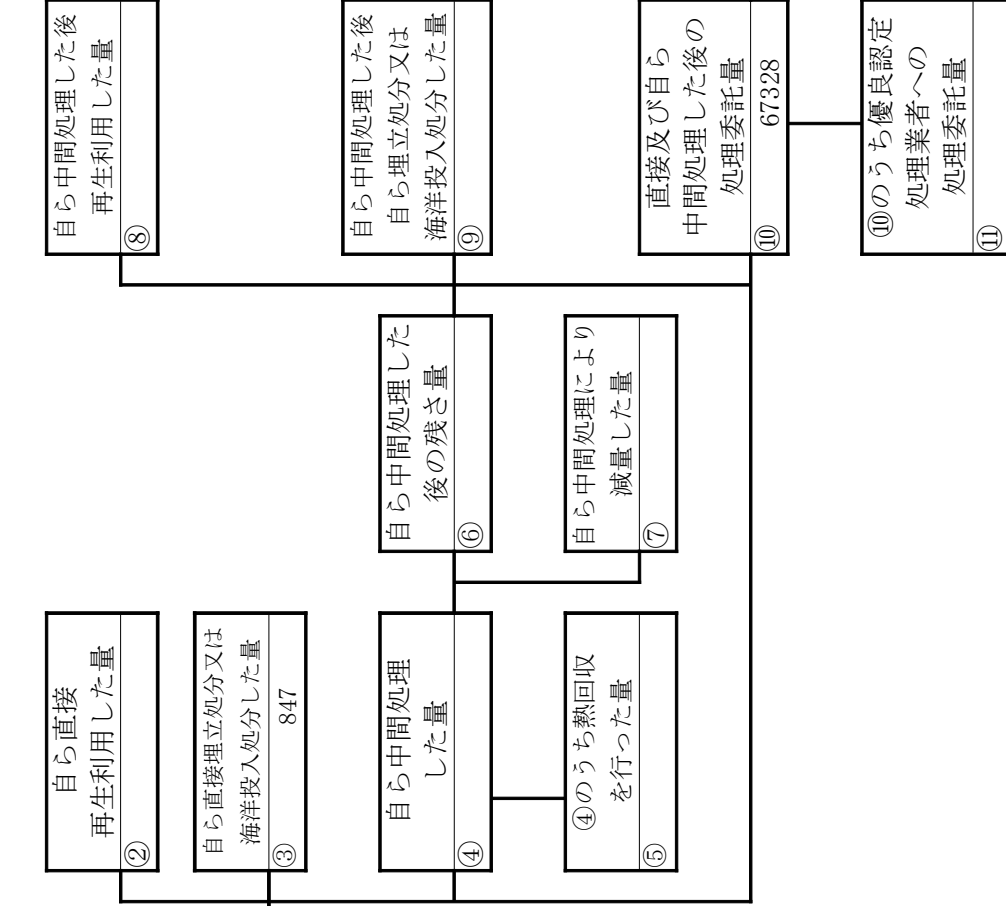 自ら直接
再生利用した量
②
自ら直接埋立処分又は
海洋投入処分した量
③ 847
自ら中間処理
した量
④
④のうち熱回収
を行った量
⑤
自ら中間処理した
後の残さ量
⑥
自ら中間処理により
減量した量
⑦
自ら中間処理した後
再生利用した量
⑧
自ら中間処理した後
自ら埋立処分又は
海洋投入処分した量
⑨
直接及び自ら
中間処理した後の
処理委託量
⑩ 67328
⑩のうち優良認定
処理業者への
処理委託量
⑪